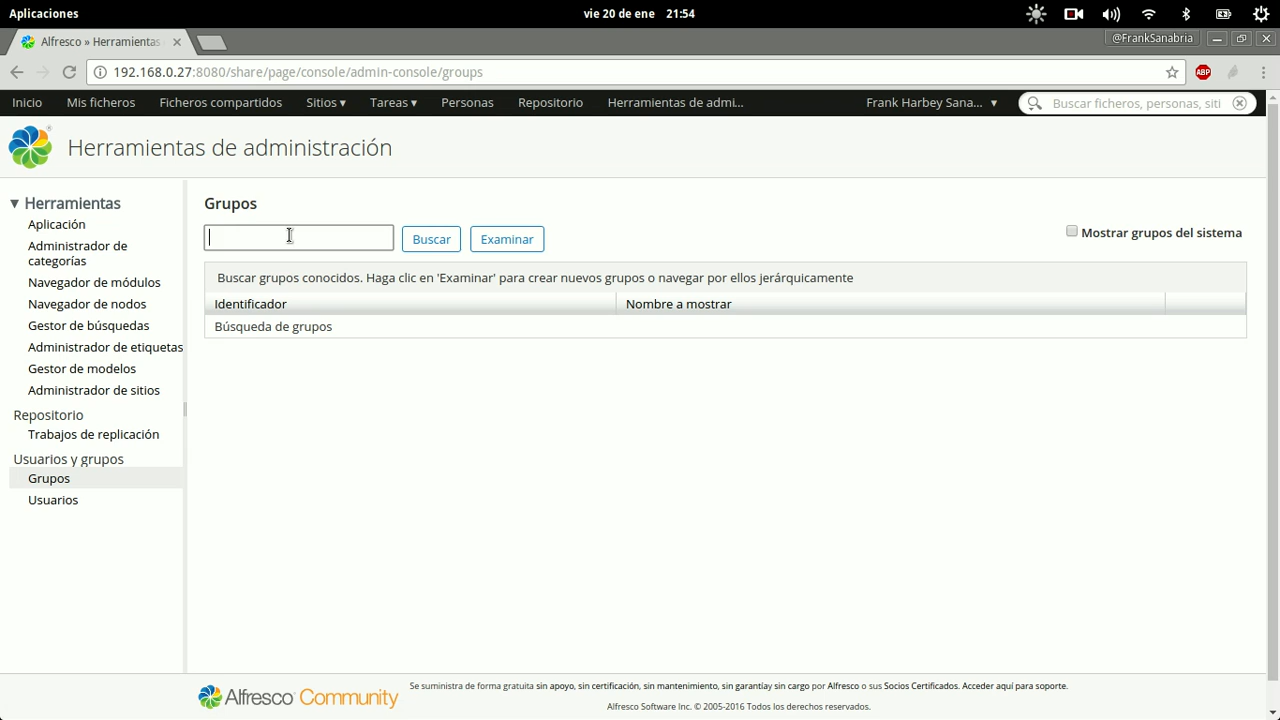 Aplicaciones
vie 20 de ene 21:54
Alfresco » Herramientas
@FrankSanabria
192.168.0.27:8080/share/page/console/admin-console/groups
ABP
Inicio Mis ficheros Ficheros compartidos Sitios ▾ Tareas ▾ Personas Repositorio Herramientas de admi... Frank Harbey Sana... ▾ Buscar ficheros, personas, siti
Herramientas de administración
▼ Herramientas
Aplicación
Administrador de
categorías
Navegador de módulos
Navegador de nodos
Gestor de búsquedas
Administrador de etiquetas
Gestor de modelos
Administrador de sitios
Repositorio
Trabajos de replicación
Usuarios y grupos
Grupos
Usuarios
Grupos
Buscar Examinar Mostrar grupos del sistema
Buscar grupos conocidos. Haga clic en 'Examinar' para crear nuevos grupos o navegar por ellos jerárquicamente
Identificador Nombre a mostrar
Búsqueda de grupos
Alfresco Community
Se suministra de forma gratuita sin apoyo, sin certificación, sin mantenimiento, sin garantíay sin cargo por Alfresco o sus Socios Certificados. Acceder aquí para soporte.
Alfresco Software Inc. © 2005-2016 Todos los derechos reservados.